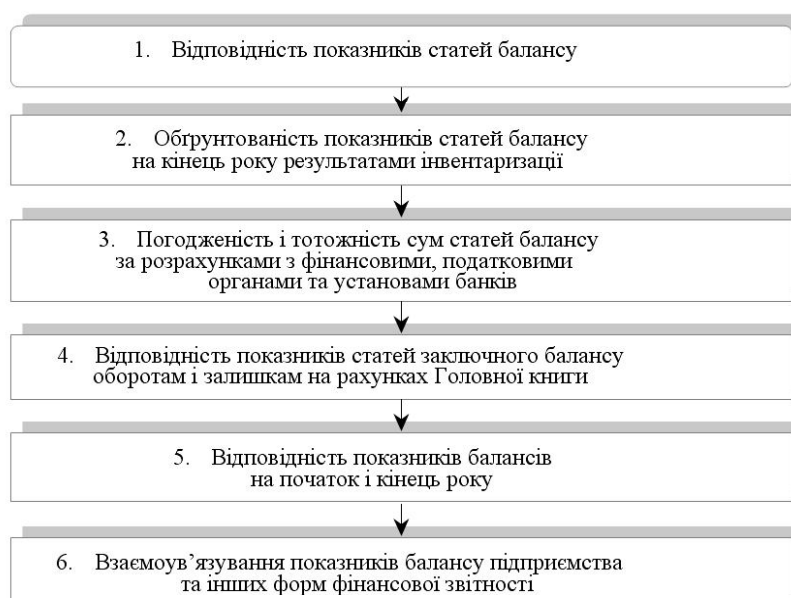 1. Відповідність показників статей балансу
2. Обґрунтованість показників статей балансу
на кінець року результатами інвентаризації
3. Погодженість і тотожність сум статей балансу
за розрахунками з фінансовими, податковими
органами та установами банків
4. Відповідність показників статей заключного балансу
оборотам і залишкам на рахунках Головної книги
5. Відповідність показників балансів
на початок і кінець року
6. Взаємоув’язування показників балансу підприємства
та інших форм фінансової звітності